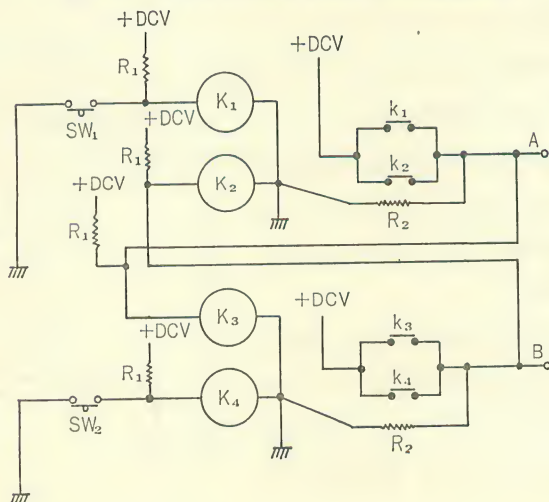 +DCV
+DCV
R₁
K₁
k₁
A
SW₁
+DCV
R₁
K₂
k₂
+DCV
R₂
R₁
+DCV
K₃
k₃
+DCV
B
R₁
K₄
k₄
SW₂
R₂